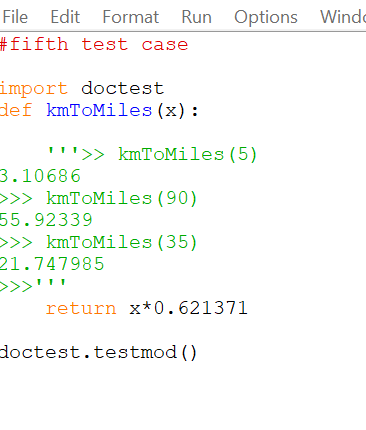 File Edit Format Run Options Windo
#fifth test case
import doctest
def kmToMiles(x):
'''>> kmToMiles(5)
3.10686
>>> kmToMiles(90)
55.92339
>>> kmToMiles(35)
21.747985
>>>'''
return x*0.621371
doctest.testmod()